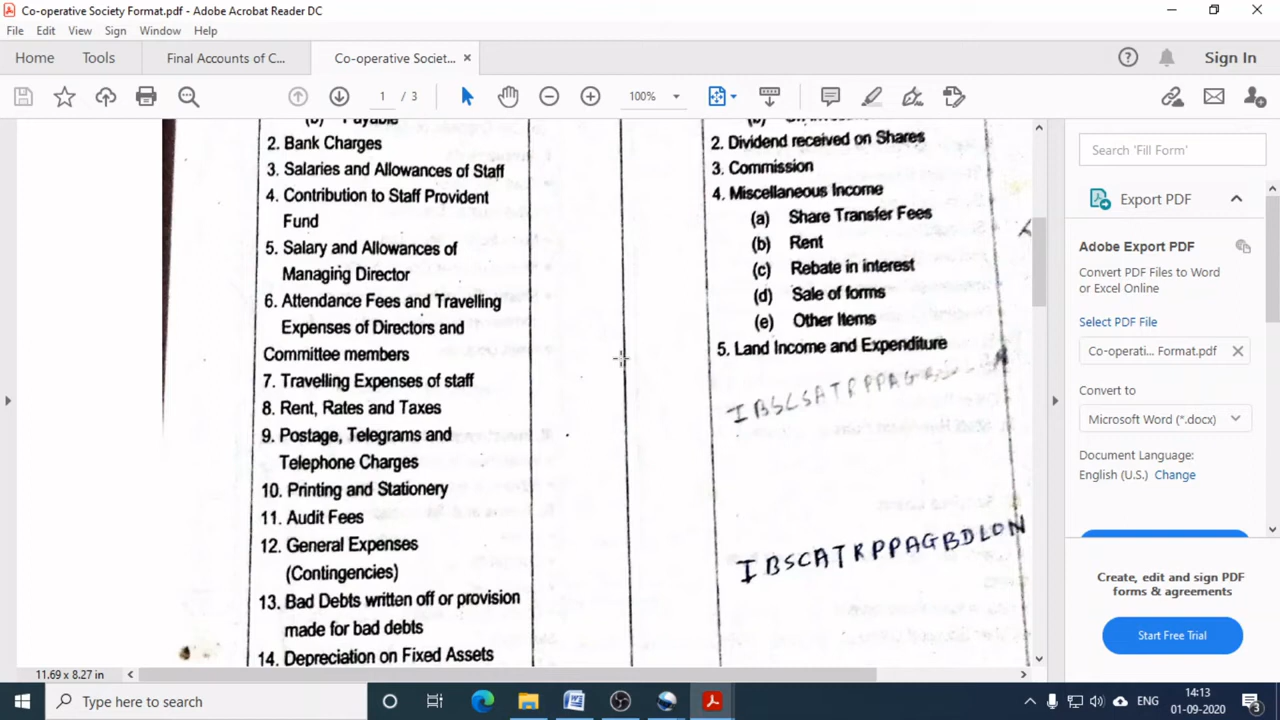 Co-operative Society Format.pdf - Adobe Acrobat Reader DC
File Edit View Sign Window Help
Home Tools Final Accounts of C... Co-operative Societ... × Sign In
1 / 3 100%
(b) Payable
2. Bank Charges
3. Salaries and Allowances of Staff
4. Contribution to Staff Provident
Fund
5. Salary and Allowances of
Managing Director
6. Attendance Fees and Travelling
Expenses of Directors and
Committee members
7. Travelling Expenses of staff
8. Rent, Rates and Taxes
9. Postage, Telegrams and
Telephone Charges
10. Printing and Stationery
11. Audit Fees
12. General Expenses
(Contingencies)
13. Bad Debts written off or provision
made for bad debts
14. Depreciation on Fixed Assets
2. Dividend received on Shares
3. Commission
4. Miscellaneous Income
(a) Share Transfer Fees
(b) Rent
(c) Rebate in interest
(d) Sale of forms
(e) Other Items
5. Land Income and Expenditure
IBSCATRPPAGBDLON
Search 'Fill Form'
Export PDF
Adobe Export PDF
Convert PDF Files to Word
or Excel Online
Select PDF File
Co-operati... Format.pdf
Convert to
Microsoft Word (*.docx)
Document Language:
English (U.S.) Change
Create, edit and sign PDF
forms & agreements
Start Free Trial
11.69 x 8.27 in
Type here to search
ENG
14:13
01-09-2020
3